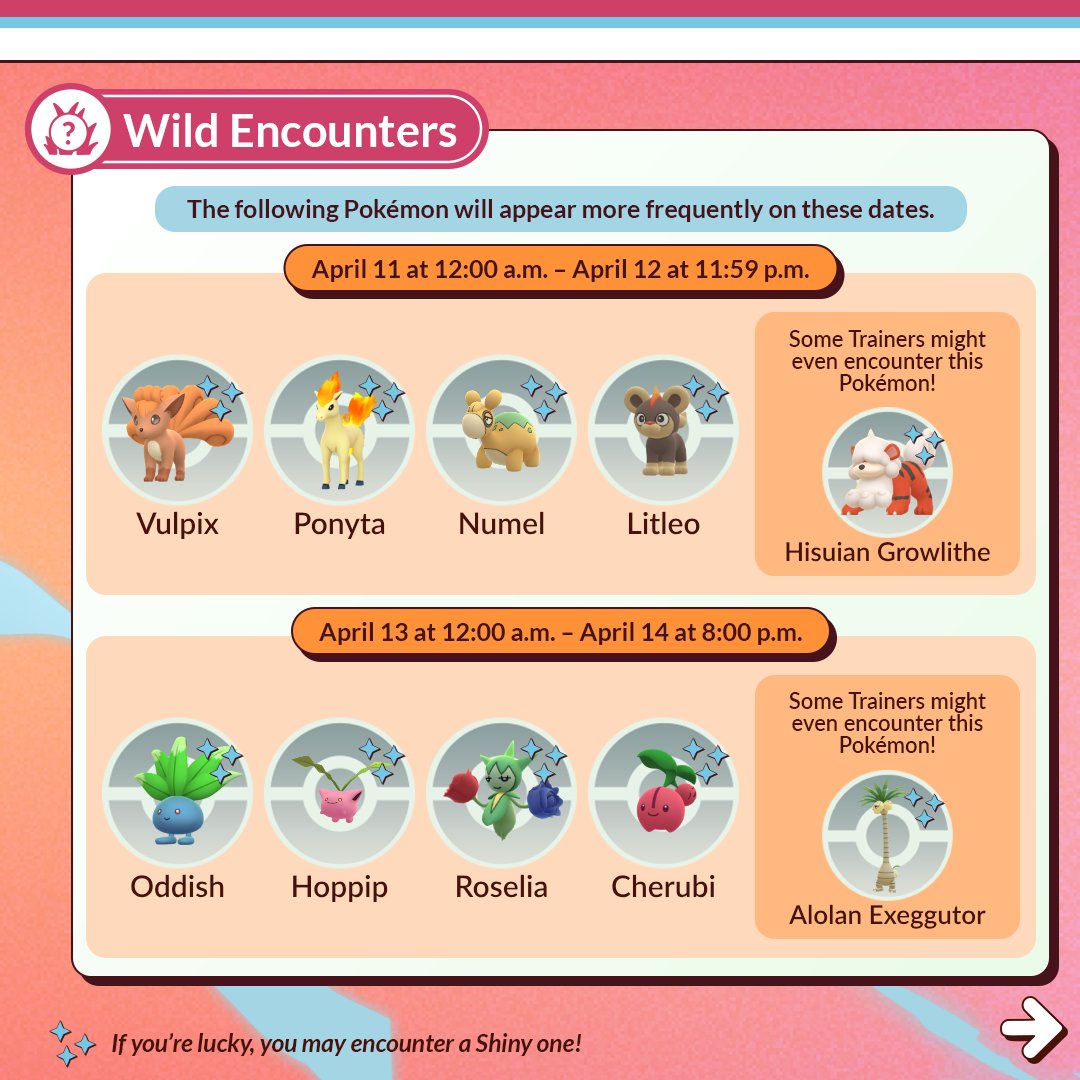 ?
Wild Encounters
The following Pokémon will appear more frequently on these dates.
April 11 at 12:00 a.m. – April 12 at 11:59 p.m.
Vulpix
Ponyta
Numel
Litleo
Some Trainers might
even encounter this
Pokémon!
Hisuian Growlithe
April 13 at 12:00 a.m. – April 14 at 8:00 p.m.
Oddish
Hoppip
Roselia
Cherubi
Some Trainers might
even encounter this
Pokémon!
Alolan Exeggutor
If you’re lucky, you may encounter a Shiny one!